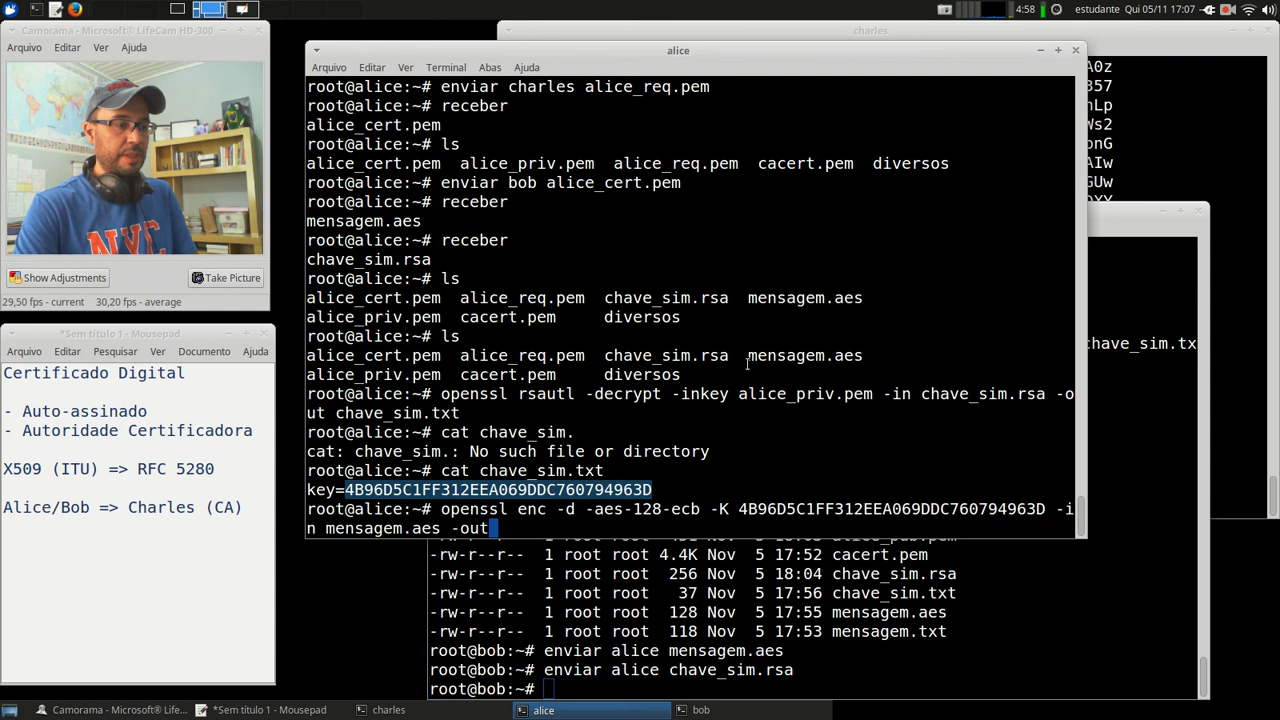 4:58 estudante Qui 05/11 17:07
Camorama - Microsoft® LifeCam HD-300
Arquivo Editar Ver Ajuda
Show Adjustments Take Picture
29,50 fps - current 30,20 fps - average
*Sem título 1 - Mousepad
Arquivo Editar Pesquisar Ver Documento Ajuda
Certificado Digital
- Auto-assinado
- Autoridade Certificadora
X509 (ITU) => RFC 5280
Alice/Bob => Charles (CA)
charles
A0z
357
nLp
Ws2
onG
AIw
GUw
alice
Arquivo Editar Ver Terminal Abas Ajuda
root@alice:~# enviar charles alice_req.pem
root@alice:~# receber
alice_cert.pem
root@alice:~# ls
alice_cert.pem alice_priv.pem alice_req.pem cacert.pem diversos
root@alice:~# enviar bob alice_cert.pem
root@alice:~# receber
mensagem.aes
root@alice:~# receber
chave_sim.rsa
root@alice:~# ls
alice_cert.pem alice_req.pem chave_sim.rsa mensagem.aes
alice_priv.pem cacert.pem diversos
root@alice:~# ls
alice_cert.pem alice_req.pem chave_sim.rsa mensagem.aes
alice_priv.pem cacert.pem diversos
root@alice:~# openssl rsautl -decrypt -inkey alice_priv.pem -in chave_sim.rsa -o
ut chave_sim.txt
root@alice:~# cat chave_sim.
cat: chave_sim.: No such file or directory
root@alice:~# cat chave_sim.txt
key=4B96D5C1FF312EEA069DDC760794963D
root@alice:~# openssl enc -d -aes-128-ecb -K 4B96D5C1FF312EEA069DDC760794963D -i
n mensagem.aes -out
chave_sim.tx
-rw-r--r-- 1 root root 4.4K Nov 5 17:52 cacert.pem
-rw-r--r-- 1 root root 256 Nov 5 18:04 chave_sim.rsa
-rw-r--r-- 1 root root 37 Nov 5 17:56 chave_sim.txt
-rw-r--r-- 1 root root 128 Nov 5 17:55 mensagem.aes
-rw-r--r-- 1 root root 118 Nov 5 17:53 mensagem.txt
root@bob:~# enviar alice mensagem.aes
root@bob:~# enviar alice chave_sim.rsa
root@bob:~#
Camorama - Microsoft® LifeC... *Sem título 1 - Mousepad charles alice bob